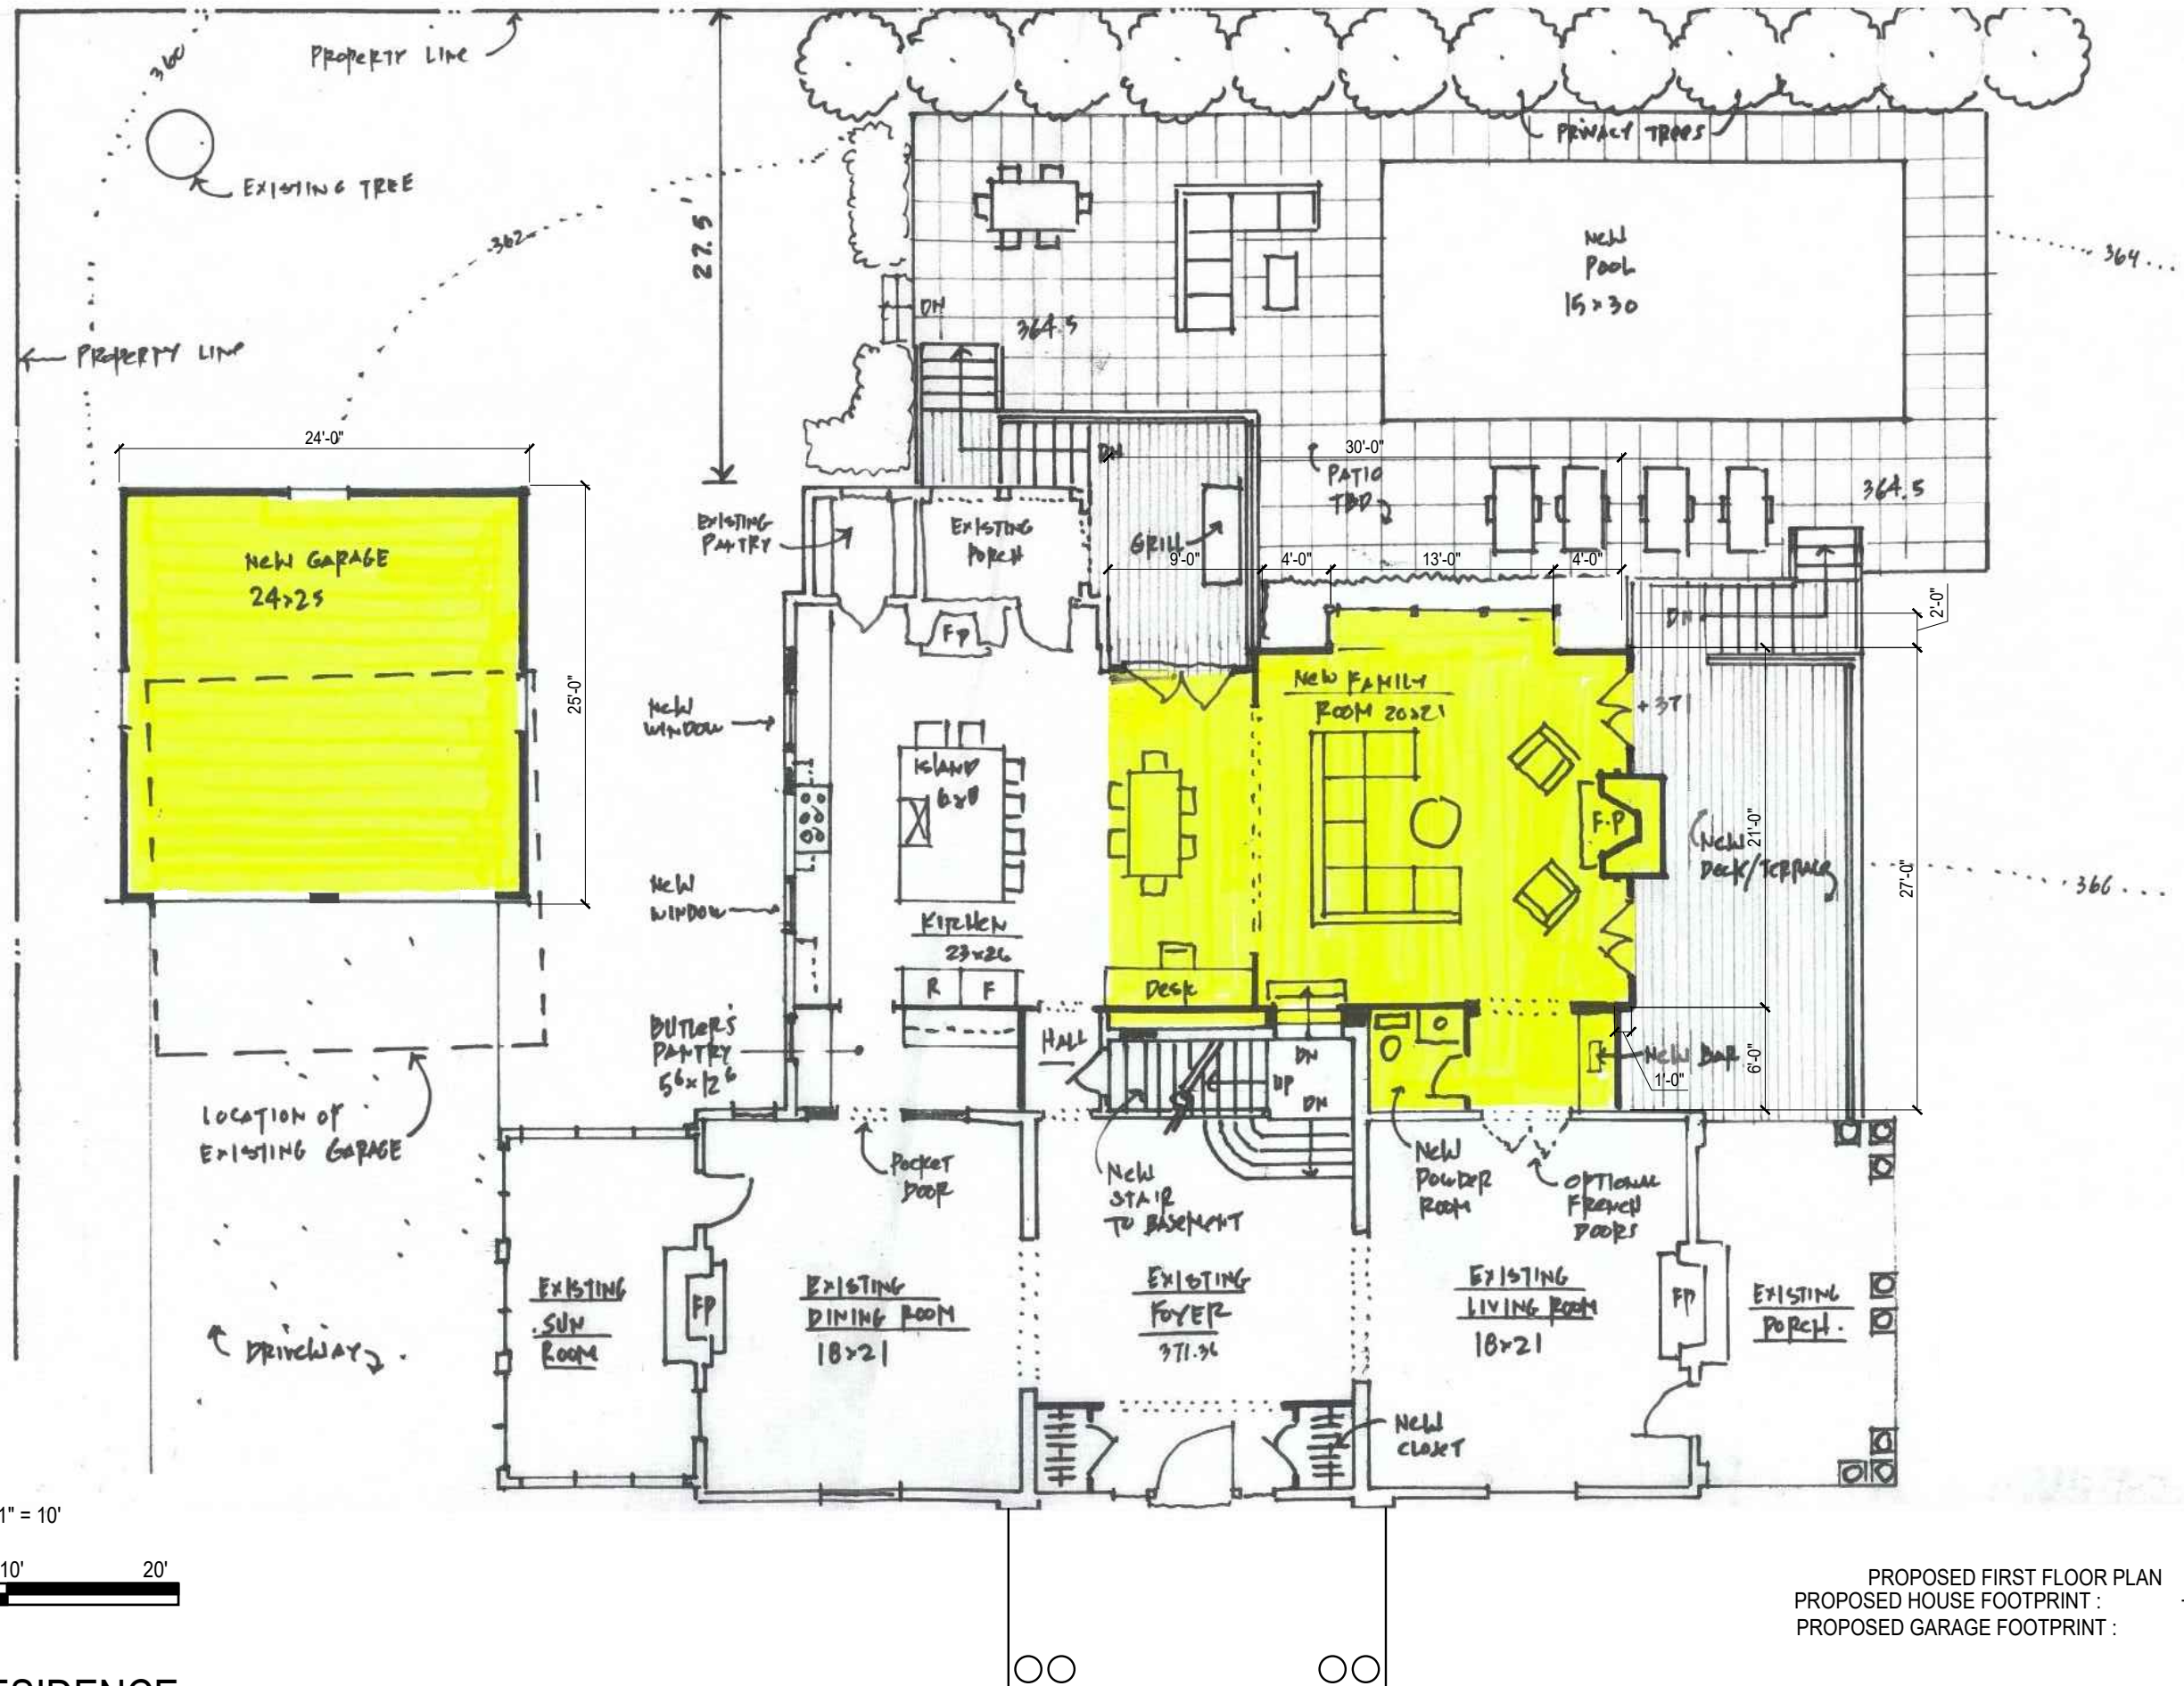 PROPERTY LINE
360
EXISTING TREE
362
27.5'
PRIVACY TREES
NEW
POOL
15x30
364
DN
364.5
PROPERTY LINE
24'-0"
DN
30'-0"
PATIO
TBD
364.5
EXISTING
PANTRY
EXISTING
PORCH
GRILL
9'-0"
4'-0"
13'-0"
4'-0"
NEW GARAGE
24x25
25'-0"
FP
DN
2'-0"
NEW FAMILY
ROOM 20x21
+371
NEW
WINDOW
ISLAND
6x8
F.P
NEW
DECK/TERRACE
21'-0"
27'-0"
366
NEW
WINDOW
KITCHEN
23x26
R
F
DESK
BUTLER'S
PANTRY
5⁶x12⁶
HALL
DN
UP
DN
NEW BAR
1'-0"
6'-0"
LOCATION OF
EXISTING GARAGE
POCKET
DOOR
NEW
STAIR
TO BASEMENT
NEW
POWDER
ROOM
OPTIONAL
FRENCH
DOORS
DRIVEWAY
EXISTING
SUN
ROOM
FP
EXISTING
DINING ROOM
18x21
EXISTING
FOYER
371.36
EXISTING
LIVING ROOM
18x21
FP
EXISTING
PORCH.
NEW
CLOSET
1" = 10'
10'
20'
PROPOSED FIRST FLOOR PLAN
PROPOSED HOUSE FOOTPRINT :
PROPOSED GARAGE FOOTPRINT :